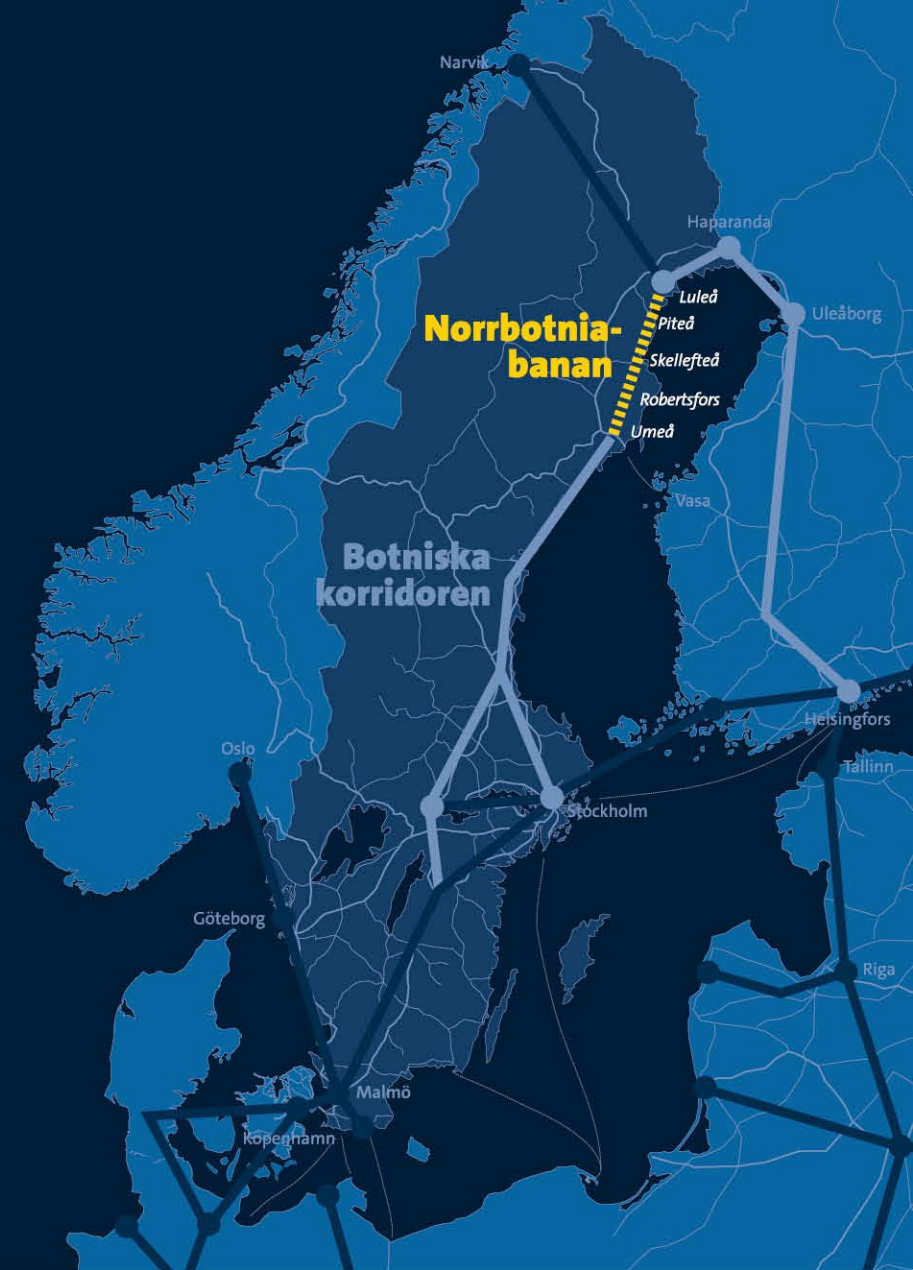 Narvik
Haparanda
Luleå
Uleåborg
Norrbotnia-
banan
Piteå
Skellefteå
Robertsfors
Umeå
Vasa
Botniska
korridoren
Helsingfors
Oslo
Tallinn
Stockholm
Göteborg
Riga
Malmö
Köpenhamn